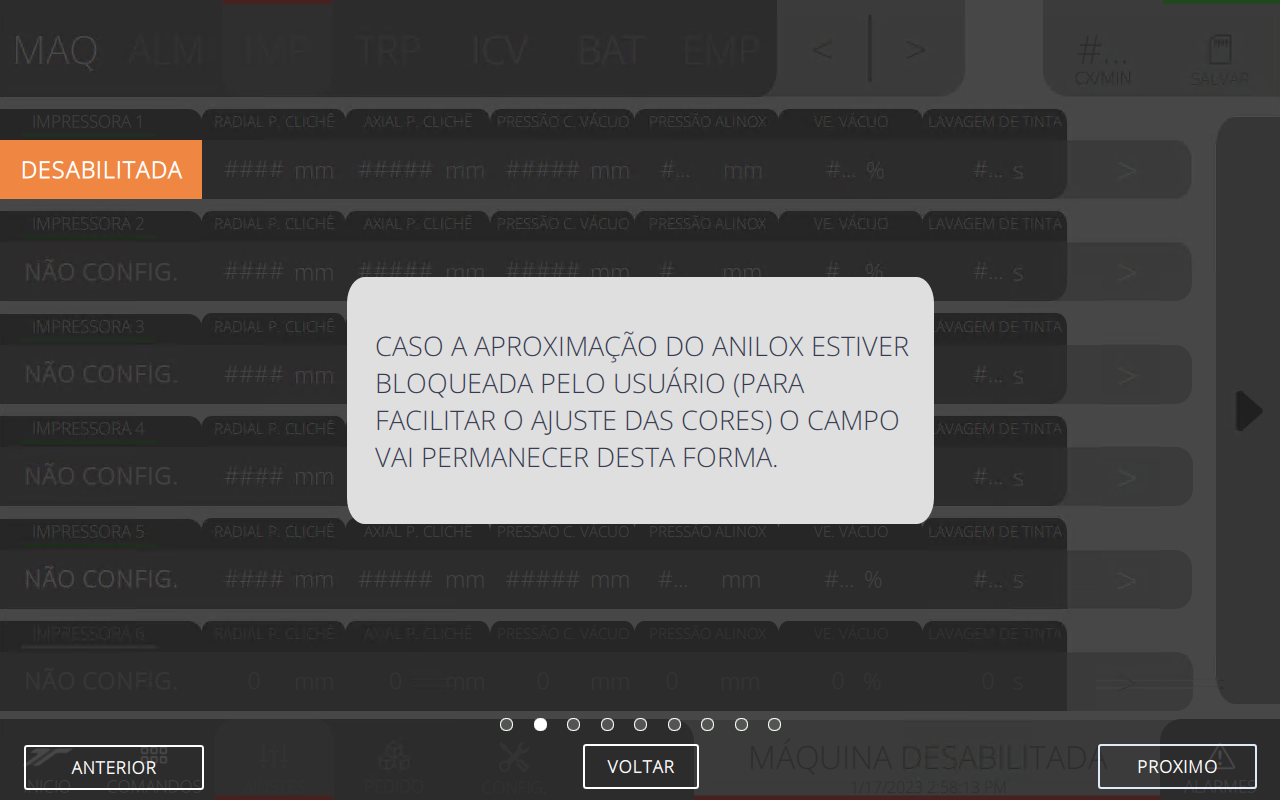 MAQ ALM IMP TRP ICV BAT EMP < > #...
CX/MIN SALVAR
IMPRESSORA 1 RADIAL P. CLICHÊ AXIAL P. CLICHÊ PRESSÃO C. VÁCUO PRESSÃO ALINOX VE. VÁCUO LAVAGEM DE TINTA
DESABILITADA #### mm ##### mm ##### mm #... mm #... % #... s >
IMPRESSORA 2 RADIAL P. CLICHÊ AXIAL P. CLICHÊ PRESSÃO C. VÁCUO PRESSÃO ALINOX VE. VÁCUO LAVAGEM DE TINTA
NÃO CONFIG. #### mm ##### mm ##### mm #... mm #... % #... s >
IMPRESSORA 3 RADIAL P. CLICHÊ LAVAGEM DE TINTA
NÃO CONFIG. #### mm #... s >
IMPRESSORA 4 RADIAL P. CLICHÊ LAVAGEM DE TINTA
NÃO CONFIG. #### mm #... s >
CASO A APROXIMAÇÃO DO ANILOX ESTIVER
BLOQUEADA PELO USUÁRIO (PARA
FACILITAR O AJUSTE DAS CORES) O CAMPO
VAI PERMANECER DESTA FORMA.
IMPRESSORA 5 RADIAL P. CLICHÊ AXIAL P. CLICHÊ PRESSÃO C. VÁCUO PRESSÃO ALINOX VE. VÁCUO LAVAGEM DE TINTA
NÃO CONFIG. #### mm ##### mm ##### mm #... mm #... % #... s >
IMPRESSORA 6 RADIAL P. CLICHÊ AXIAL P. CLICHÊ PRESSÃO C. VÁCUO PRESSÃO ALINOX VE. VÁCUO LAVAGEM DE TINTA
NÃO CONFIG. 0 mm 0 mm 0 mm 0 mm 0 % 0 s >
ANTERIOR VOLTAR MÁQUINA DESABILITADA PROXIMO
INICIO COMANDOS PEDIDO CONFIG 1/17/2023 2:58:13 PM ALARMES